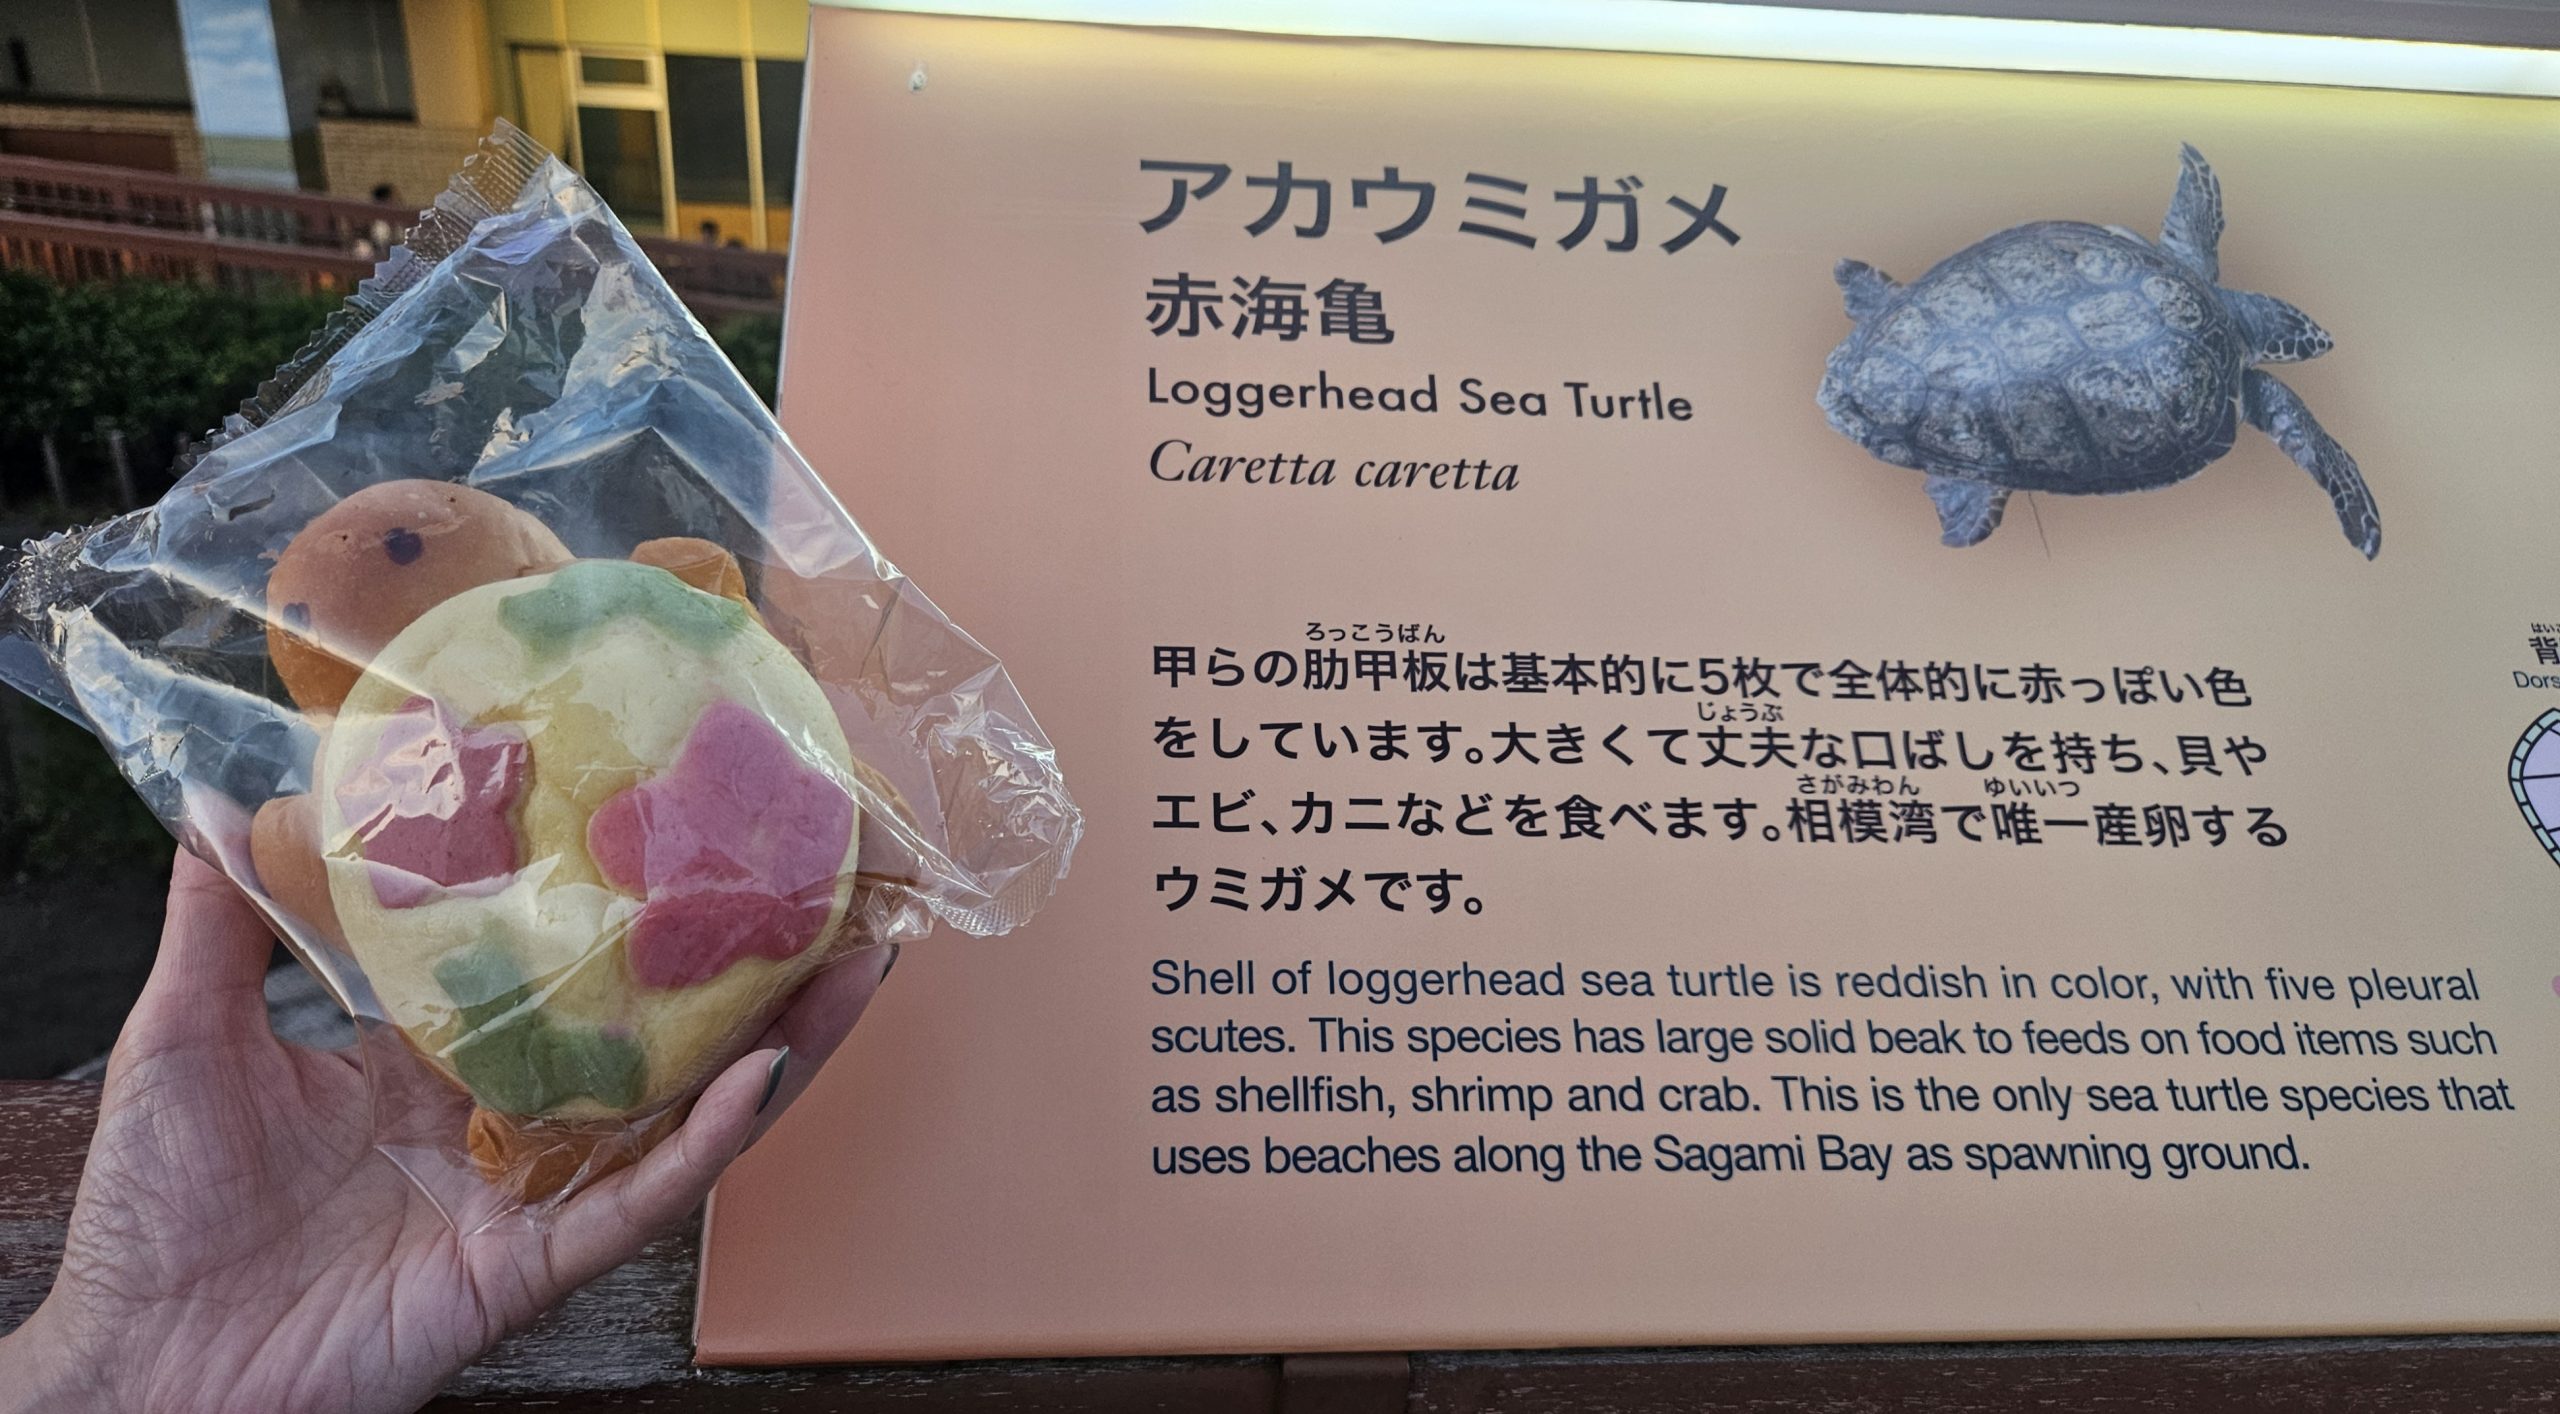 アカウミガメ
赤海亀
Loggerhead Sea Turtle
Caretta caretta
ろっこうばん
甲らの肋甲板は基本的に5枚で全体的に赤っぽい色
じょうぶ
をしています。大きくて丈夫な口ばしを持ち、貝や
さがみわん ゆいいつ
エビ、カニなどを食べます。相模湾で唯一産卵する
ウミガメです。
Shell of loggerhead sea turtle is reddish in color, with five pleural
scutes. This species has large solid beak to feeds on food items such
as shellfish, shrimp and crab. This is the only sea turtle species that
uses beaches along the Sagami Bay as spawning ground.
背
Dors